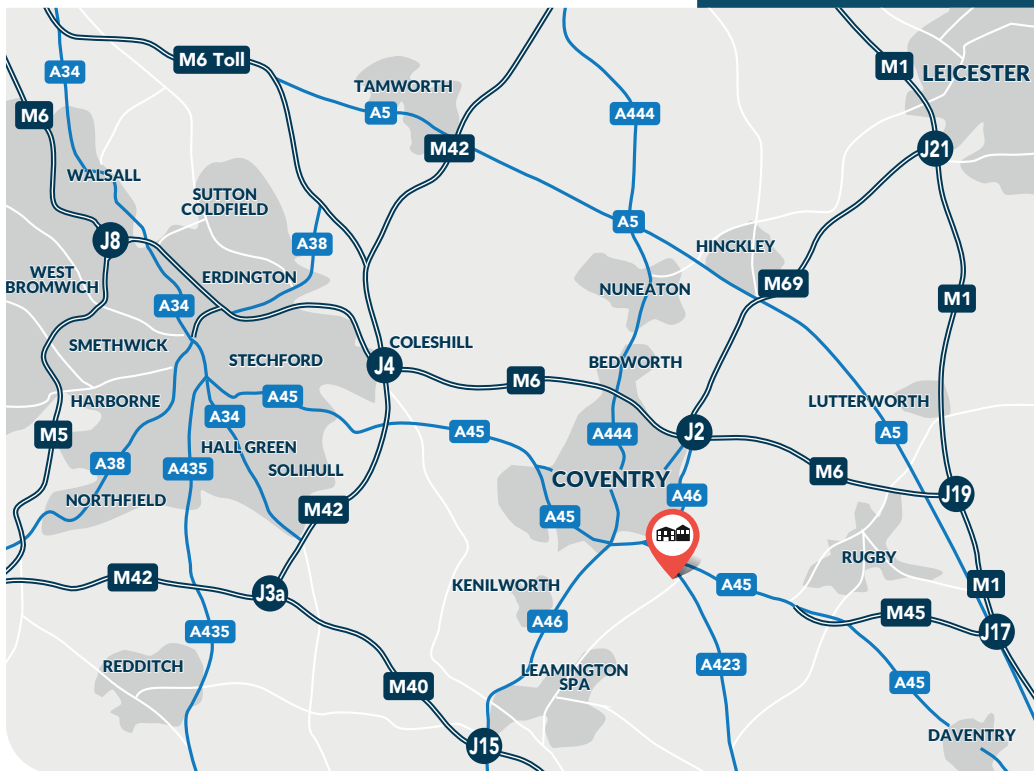 M6 Toll
A34
M1
LEICESTER
TAMWORTH
A5
A444
M6
M42
J21
WALSALL
SUTTON
COLDFIELD
A5
J8
A38
HINCKLEY
WEST
BROMWICH
ERDINGTON
NUNEATON
M69
A34
M1
SMETHWICK
STECHFORD
COLESHILL
J4
BEDWORTH
M6
HARBORNE
A45
LUTTERWORTH
A34
M5
HALL GREEN
A45
A444
J2
A5
A38
A435
SOLIHULL
COVENTRY
M6
NORTHFIELD
A46
J19
M42
A45
RUGBY
M42
J3a
KENILWORTH
A45
M1
A46
M45
A435
J17
REDDITCH
LEAMINGTON
SPA
A423
M40
A45
J15
DAVENTRY